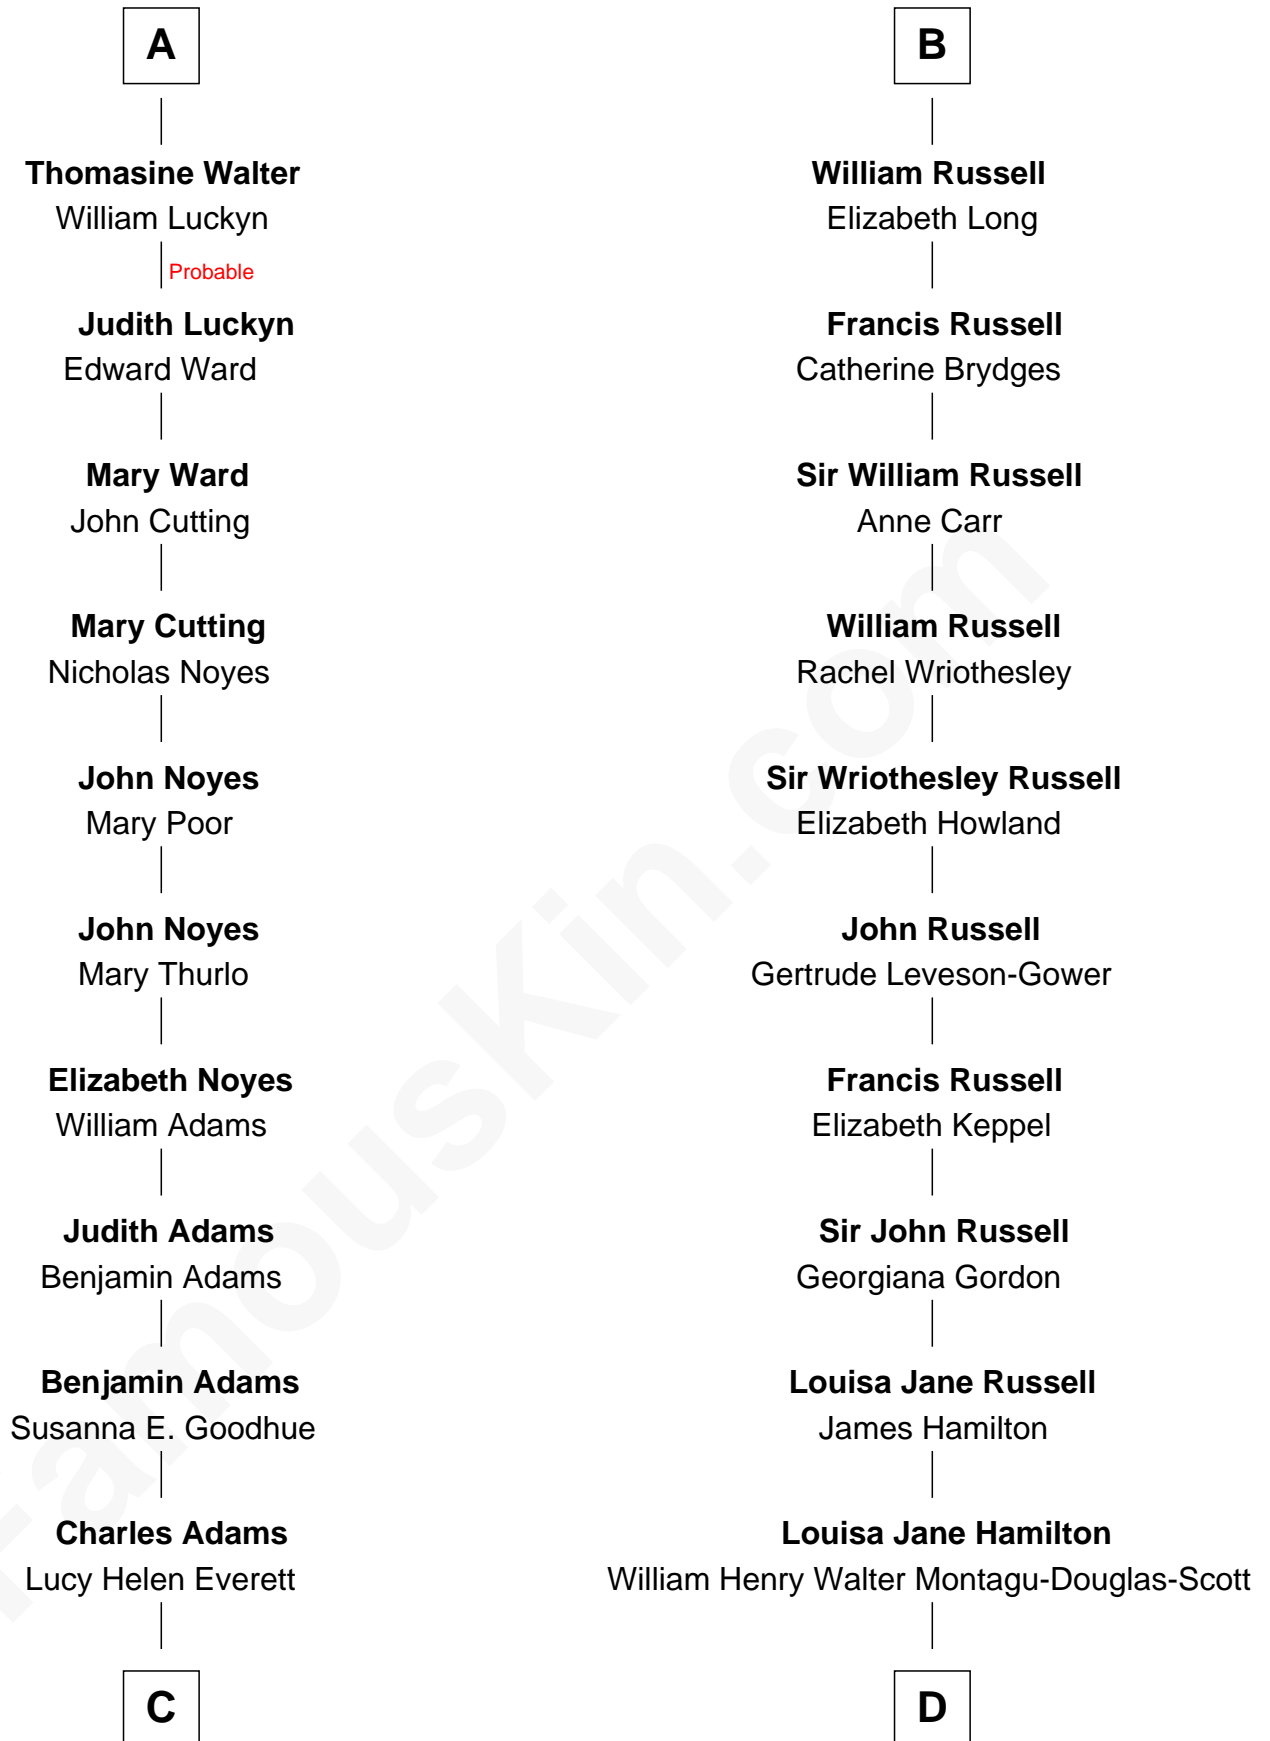 A
Thomasine Walter
William Luckyn
Probable
Judith Luckyn
Edward Ward
Mary Ward
John Cutting
Mary Cutting
Nicholas Noyes
John Noyes
Mary Poor
John Noyes
Mary Thurlo
Elizabeth Noyes
William Adams
Judith Adams
Benjamin Adams
Benjamin Adams
Susanna E. Goodhue
Charles Adams
Lucy Helen Everett
C
B
William Russell
Elizabeth Long
Francis Russell
Catherine Brydges
Sir William Russell
Anne Carr
William Russell
Rachel Wriothesley
Sir Wriothesley Russell
Elizabeth Howland
John Russell
Gertrude Leveson-Gower
Francis Russell
Elizabeth Keppel
Sir John Russell
Georgiana Gordon
Louisa Jane Russell
James Hamilton
Louisa Jane Hamilton
William Henry Walter Montagu-Douglas-Scott
D
FamousKin.com